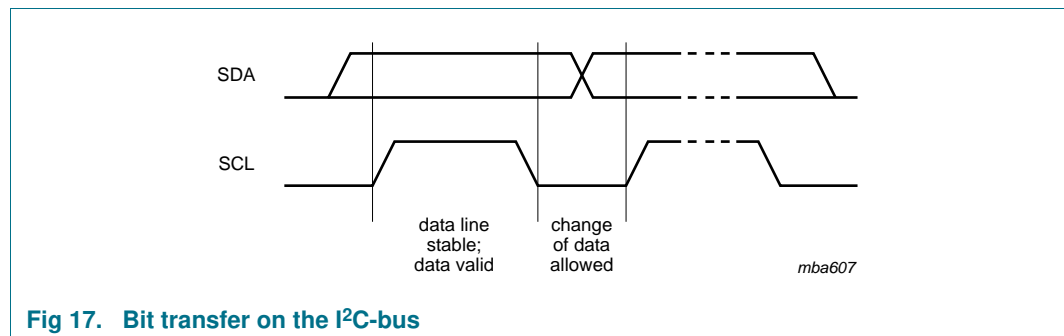 SDA
SCL
data line
stable;
data valid
change
of data
allowed
mba607
Fig 17. Bit transfer on the I²C-bus